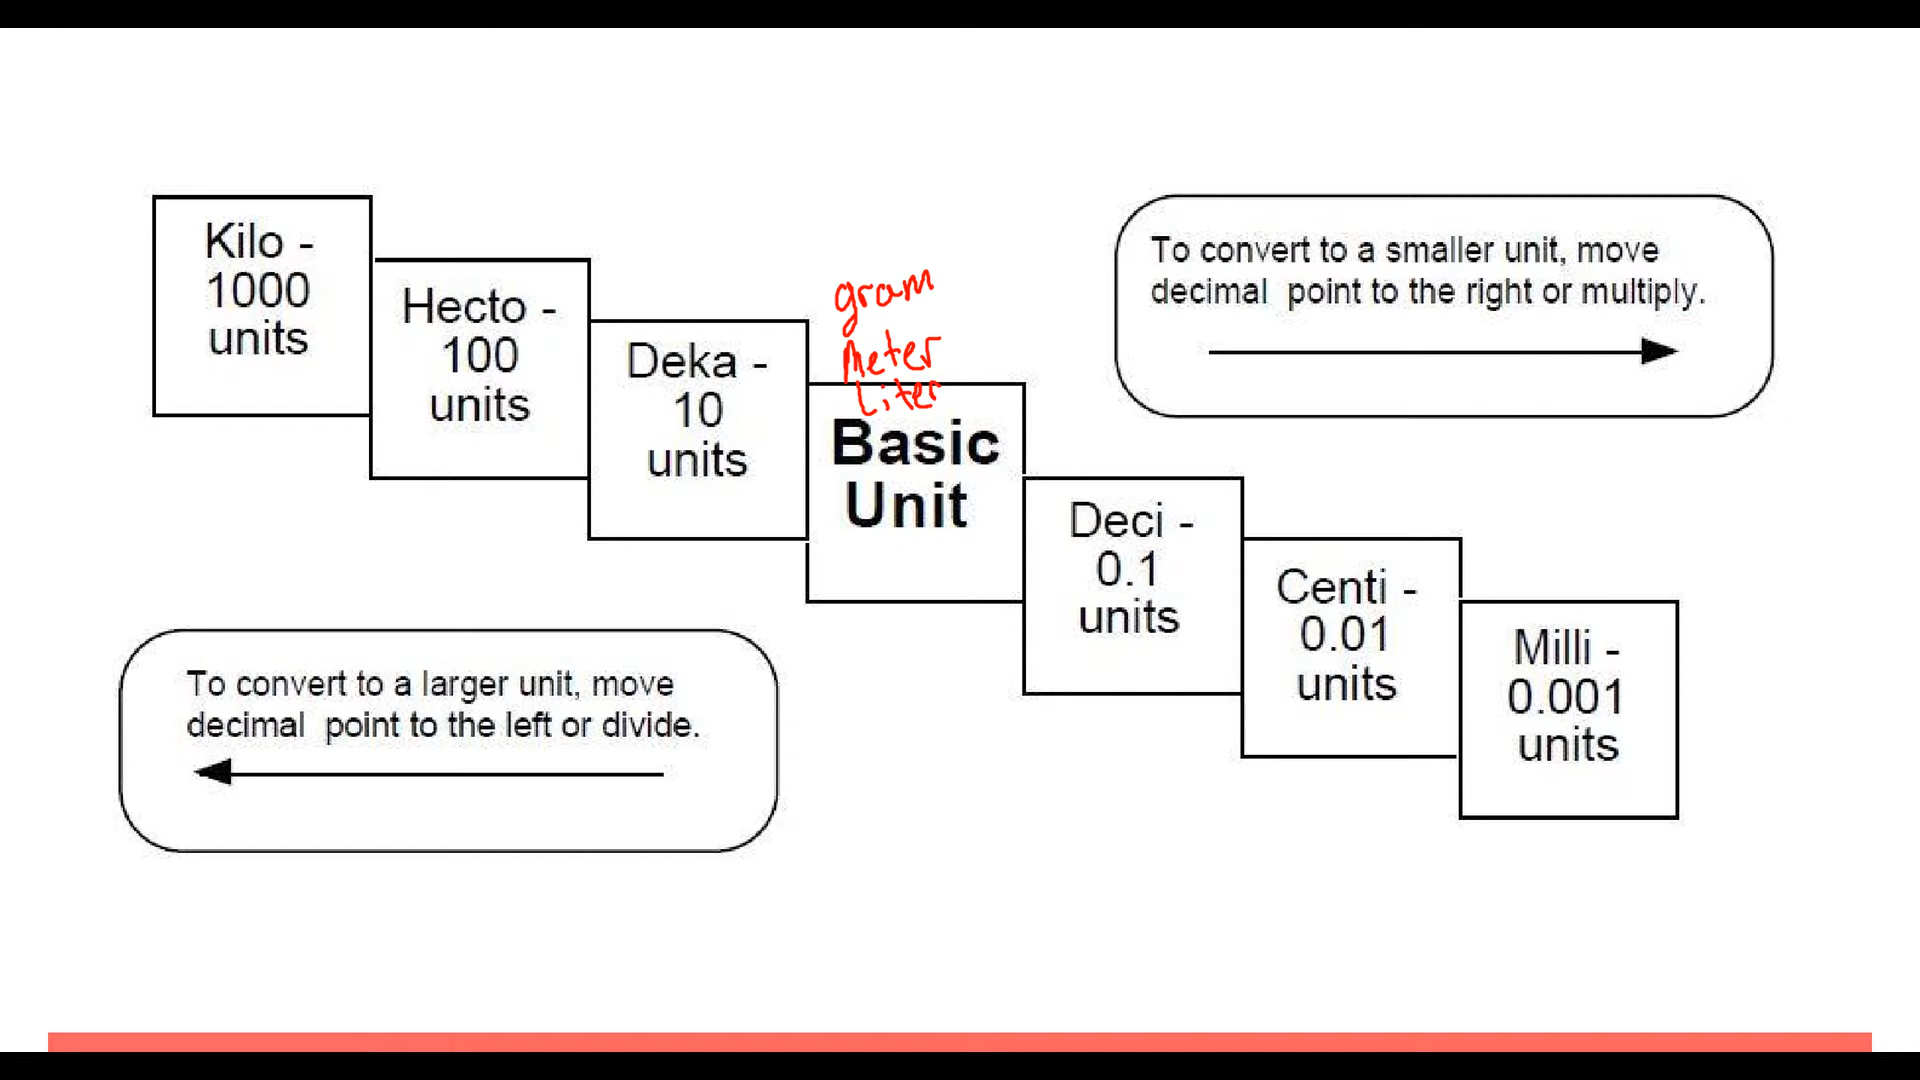 Kilo -
1000
units
Hecto -
100
units
Deka -
10
units
gram
meter
Liter
Basic
Unit
Deci -
0.1
units
Centi -
0.01
units
Milli -
0.001
units
To convert to a smaller unit, move
decimal point to the right or multiply.
To convert to a larger unit, move
decimal point to the left or divide.